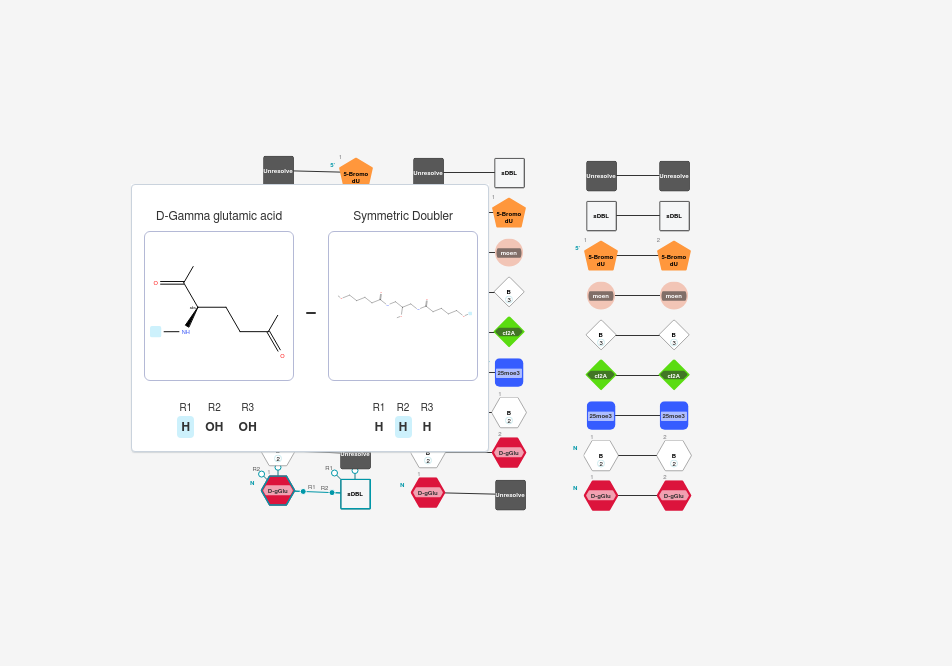 Unresolve
5'
1
5-Bromo
dU
Unresolve
sDBL
Unresolve
Unresolve
D-Gamma glutamic acid
Symmetric Doubler
1
5-Bromo
dU
sDBL
sDBL
5'
1
5-Bromo
dU
2
5-Bromo
dU
moen
moen
moen
O
abs
NH
O
B
3
B
3
B
3
cl2A
cl2A
cl2A
25moe3
25moe3
25moe3
R1
R2
R3
R1
R2
R3
H
OH
OH
H
H
H
1
B
2
N
1
B
2
2
B
2
2
B
2
Unresolve
2
D-gGlu
R2
1
N
D-gGlu
R1
R2
R1
sDBL
N
1
D-gGlu
Unresolve
N
1
D-gGlu
2
D-gGlu